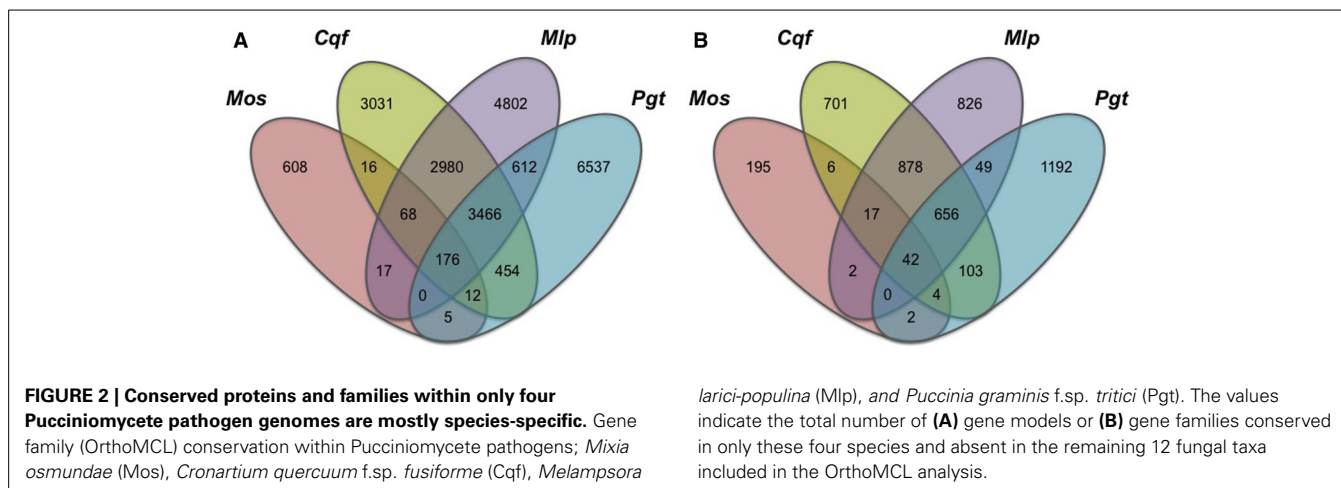 A
Cqf
Mlp
Mos
Pgt
3031
4802
608
16
2980
612
6537
68
3466
17
176
454
0
12
5
B
Cqf
Mlp
Mos
Pgt
701
826
195
6
878
49
1192
17
656
2
42
103
0
4
2
FIGURE 2 | Conserved proteins and families within only four
Pucciniomycete pathogen genomes are mostly species-specific. Gene
family (OrthoMCL) conservation within Pucciniomycete pathogens; Mixia
osmundae (Mos), Cronartium quercuum f.sp. fusiforme (Cqf), Melampsora
larici-populina (Mlp), and Puccinia graminis f.sp. tritici (Pgt). The values
indicate the total number of (A) gene models or (B) gene families conserved
in only these four species and absent in the remaining 12 fungal taxa
included in the OrthoMCL analysis.